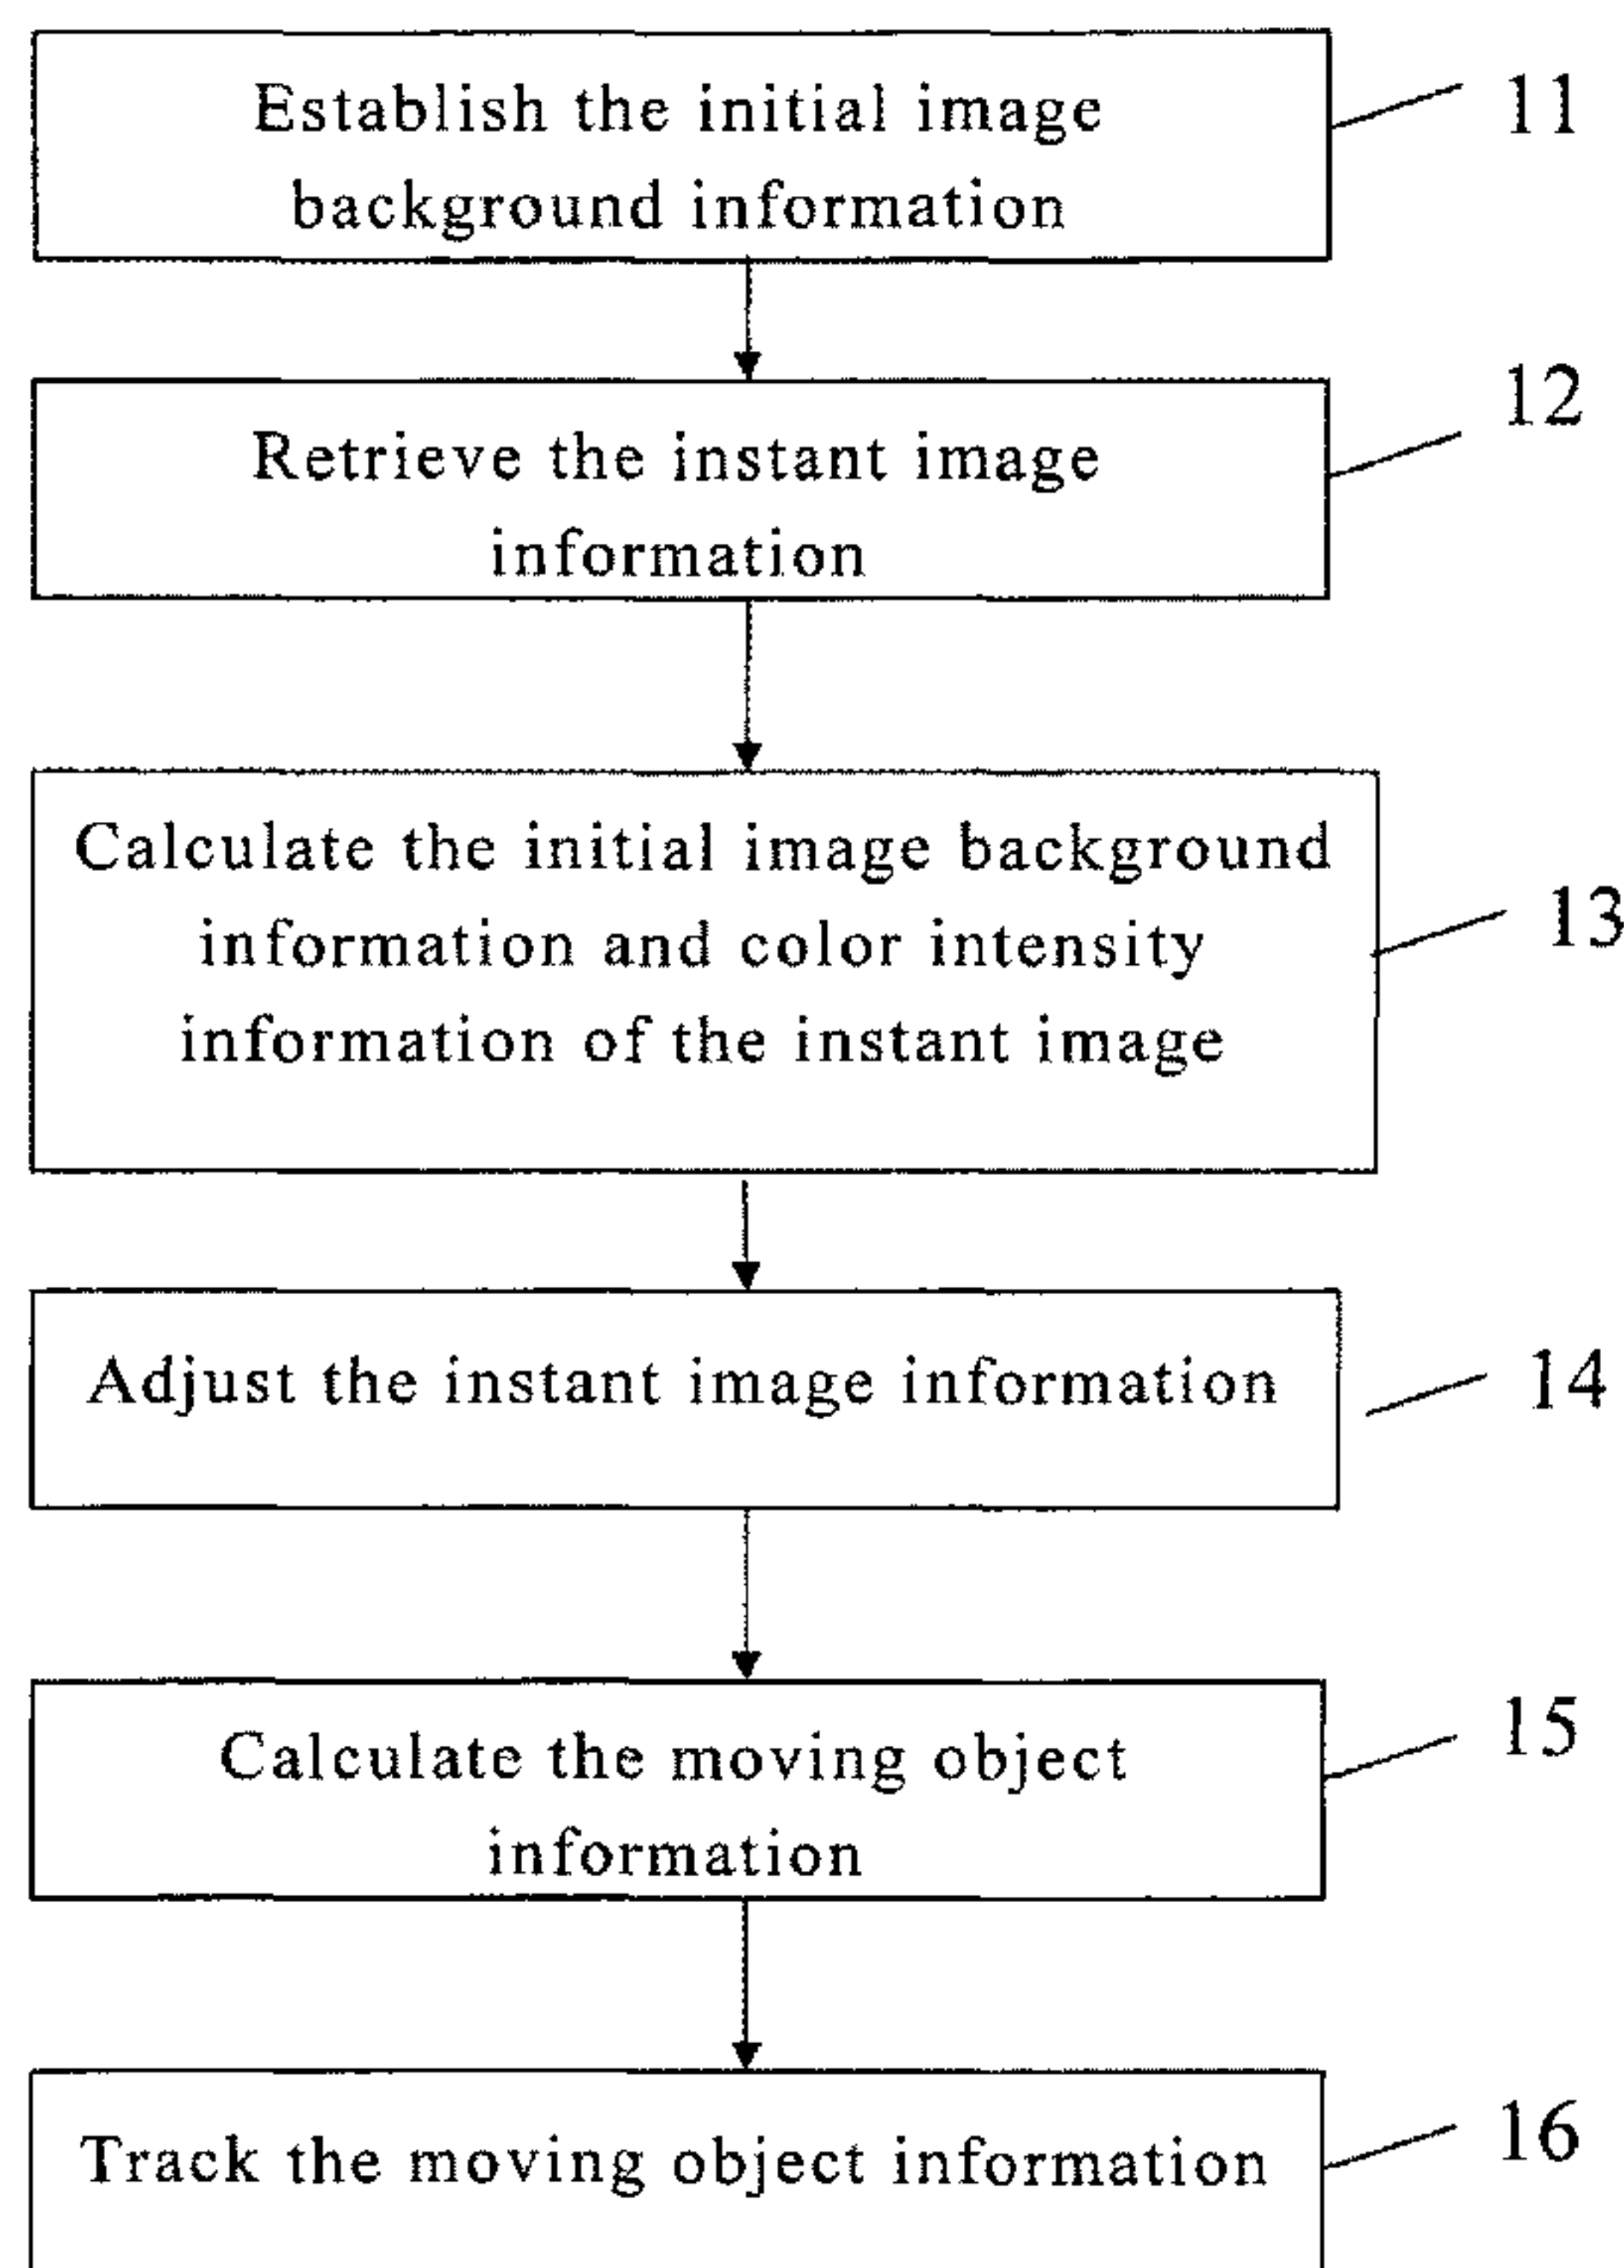 Establish the initial image
background information
11
Retrieve the instant image
information
12
Calculate the initial image background
information and color intensity
information of the instant image
13
Adjust the instant image information
14
Calculate the moving object
information
15
Track the moving object information
16